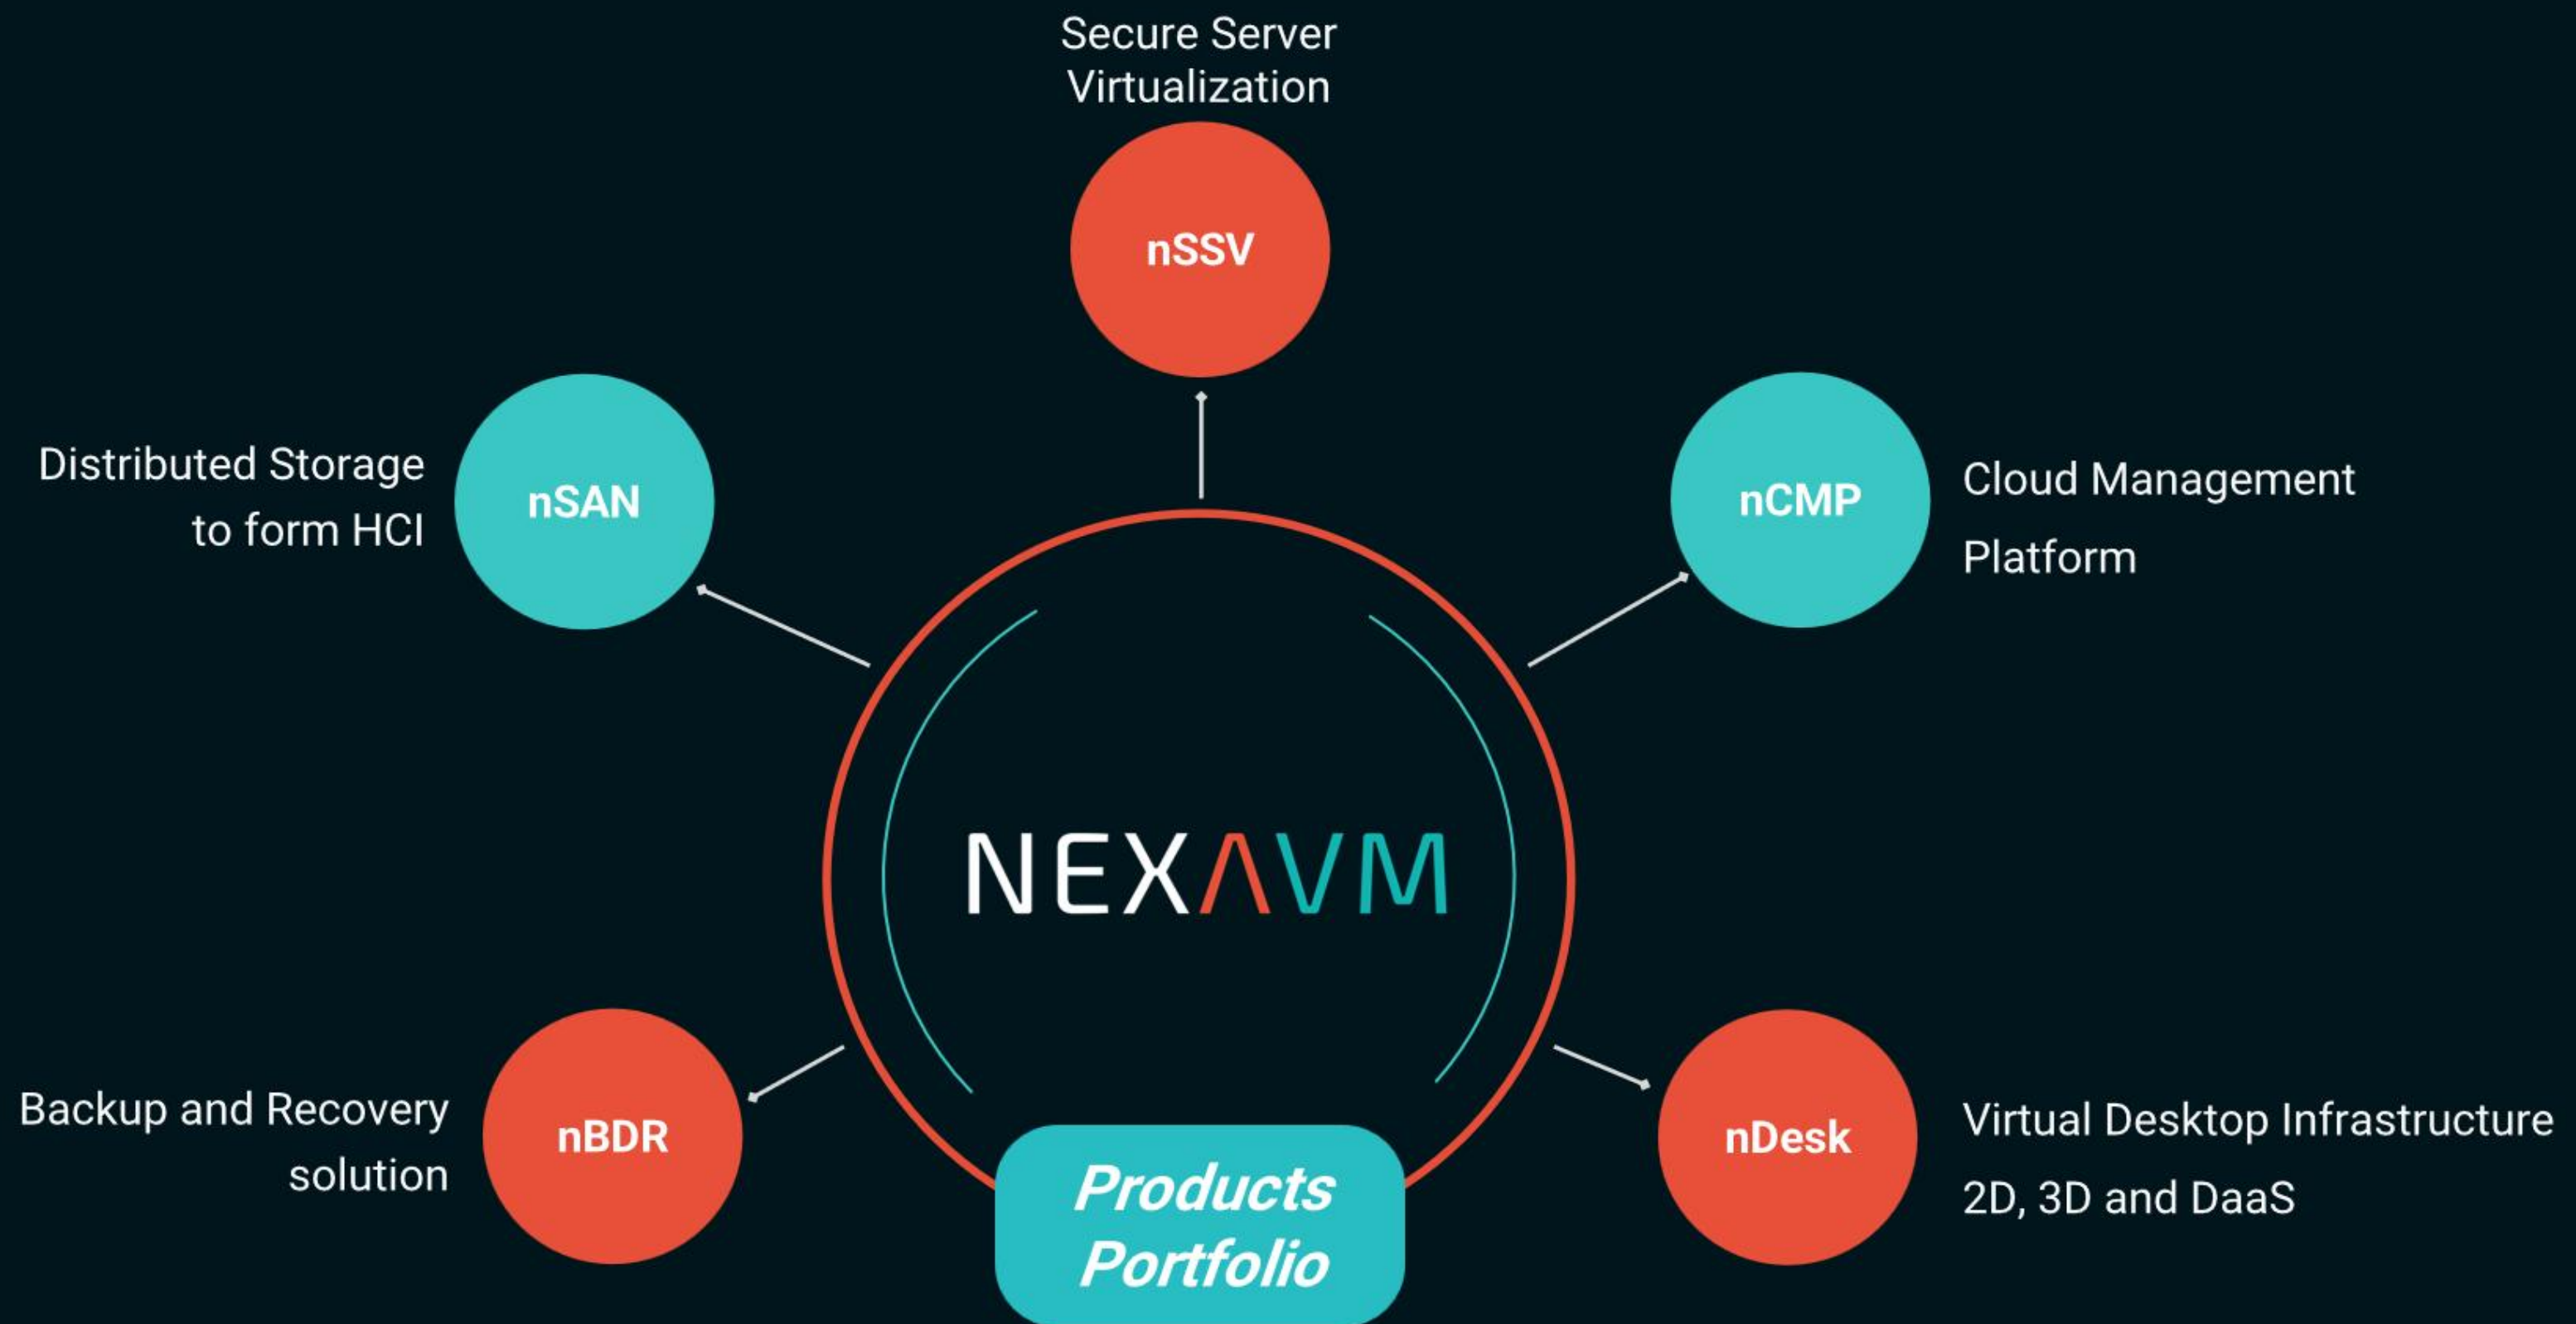 Secure Server
Virtualization
nSSV
Distributed Storage
to form HCI
nSAN
nCMP
Cloud Management
Platform
NEXAVM
Backup and Recovery
solution
nBDR
nDesk
Virtual Desktop Infrastructure
2D, 3D and DaaS
Products
Portfolio